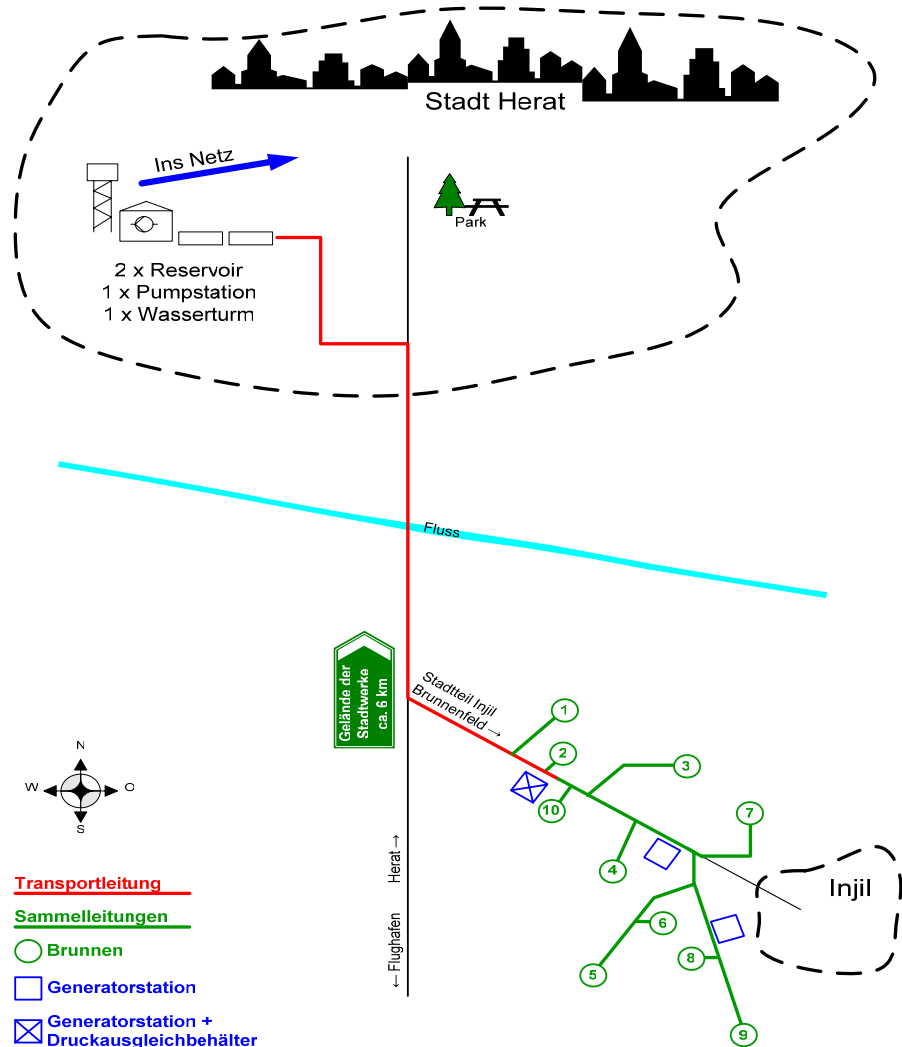 Stadt Herat
Ins Netz
Park
2 x Reservoir
1 x Pumpstation
1 x Wasserturm
Fluss
Gelände der
Stadtwerke
ca. 6 km
Stadtteil Injil
Brunnenfeld →
1
2
3
10
7
4
6
5
8
9
Injil
N
W
O
S
Herat →
← Flughafen
Transportleitung
Sammelleitungen
Brunnen
Generatorstation
Generatorstation +
Druckausgleichbehälter